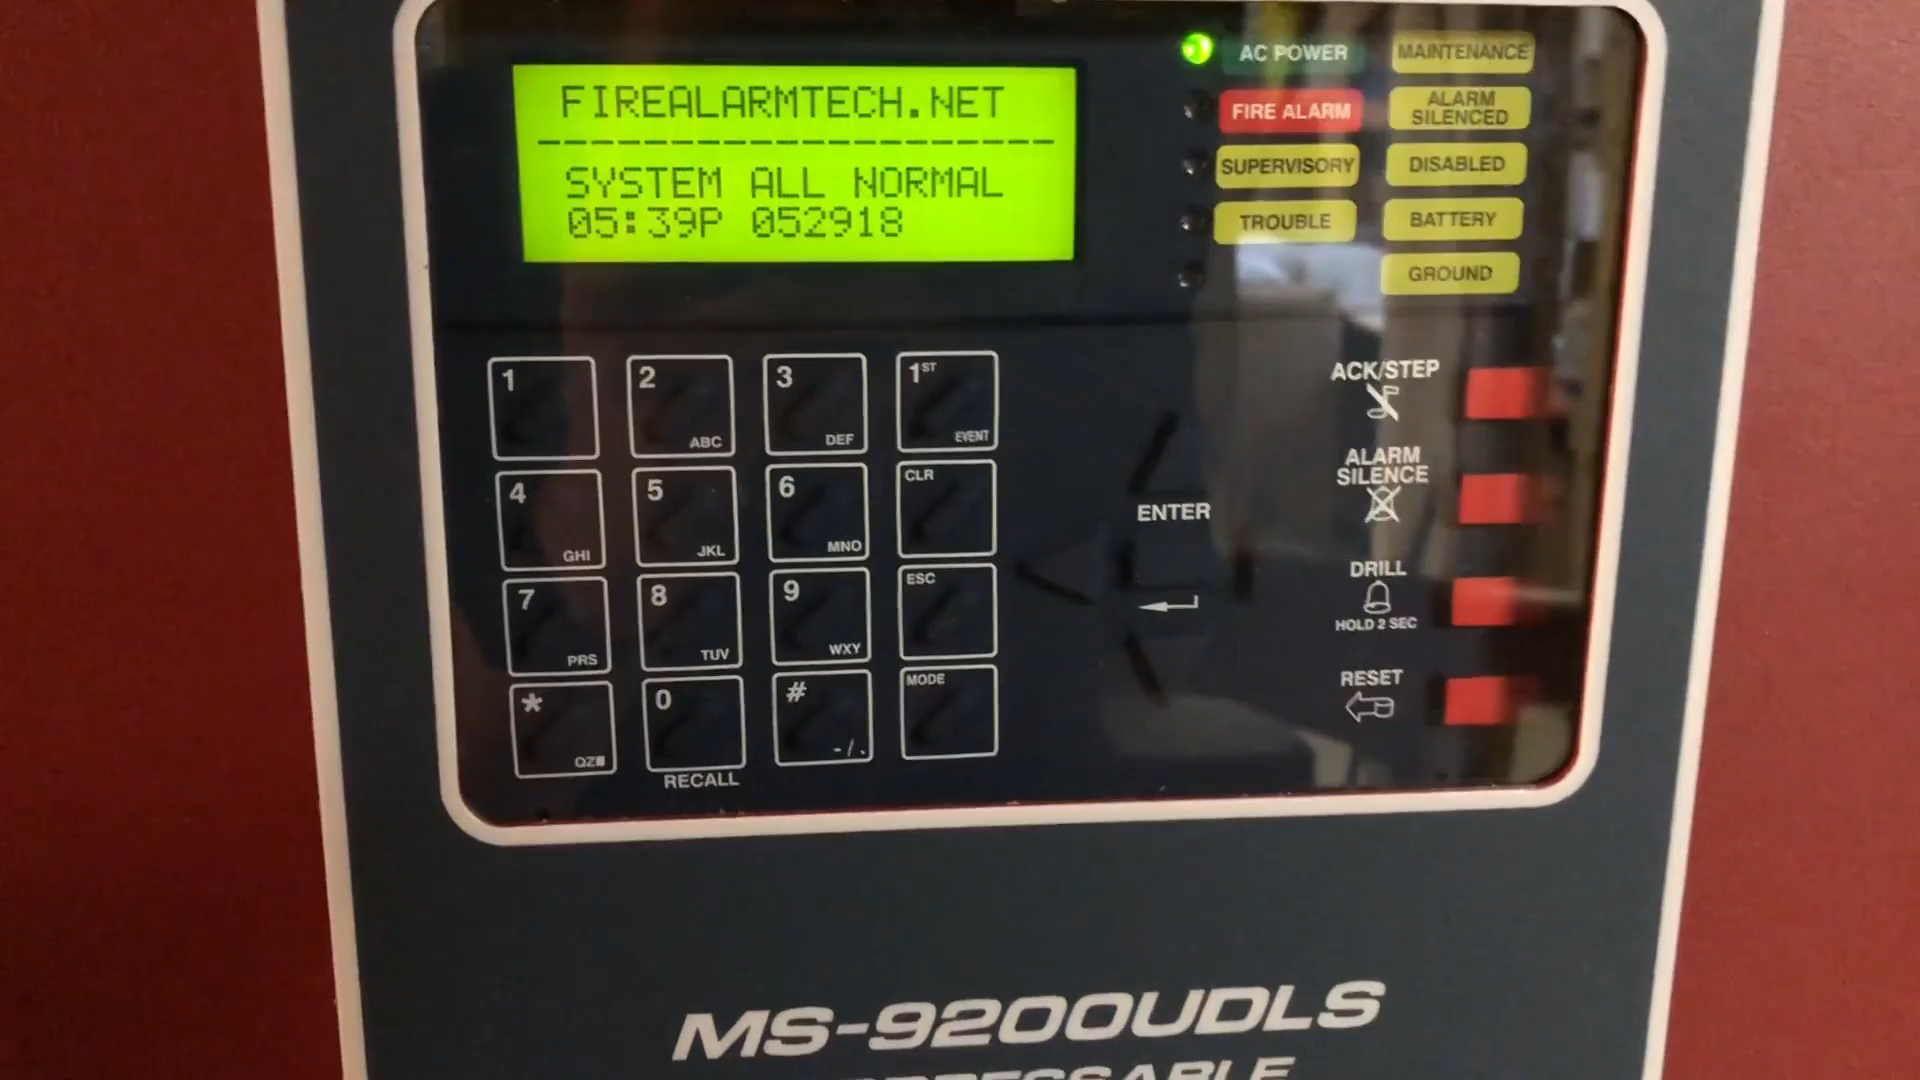 FIREALARMTECH.NET
--------------------
SYSTEM ALL NORMAL
05:39P 052918
AC POWER
MAINTENANCE
FIRE ALARM
ALARM
SILENCED
SUPERVISORY
DISABLED
TROUBLE
BATTERY
GROUND
1
2 ABC
3 DEF
1ST EVENT
4 GHI
5 JKL
6 MNO
CLR
7 PRS
8 TUV
9 WXY
ESC
* QZ
0
# - / .
MODE
RECALL
ENTER
ACK/STEP
ALARM
SILENCE
DRILL
HOLD 2 SEC
RESET
MS-9200UDLS